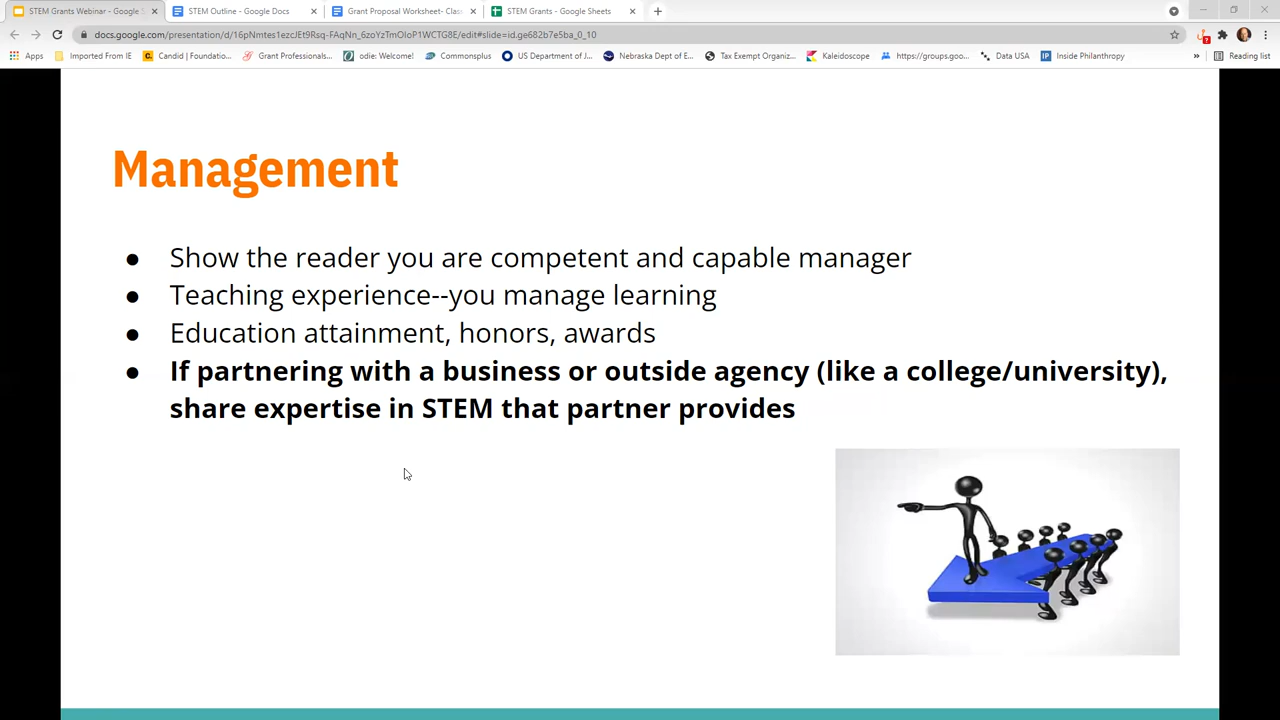 STEM Grants Webinar - Google S
STEM Outline - Google Docs
Grant Proposal Worksheet- Clas
STEM Grants - Google Sheets
docs.google.com/presentation/d/16pNmtes1ezclEt9Rsq-FAqNn_6zoYzTmOIoP1WCTG8E/edit#slide=id.ge682b7e5ba_0_10
Apps
Imported From IE
Candid | Foundatio...
Grant Professionals...
odie: Welcome!
Commonsplus
US Department of J...
Nebraska Dept of E...
Tax Exempt Organiz...
Kaleidoscope
https://groups.goo...
Data USA
Inside Philanthropy
»
Reading list
Management
● Show the reader you are competent and capable manager
● Teaching experience--you manage learning
● Education attainment, honors, awards
● If partnering with a business or outside agency (like a college/university),
share expertise in STEM that partner provides